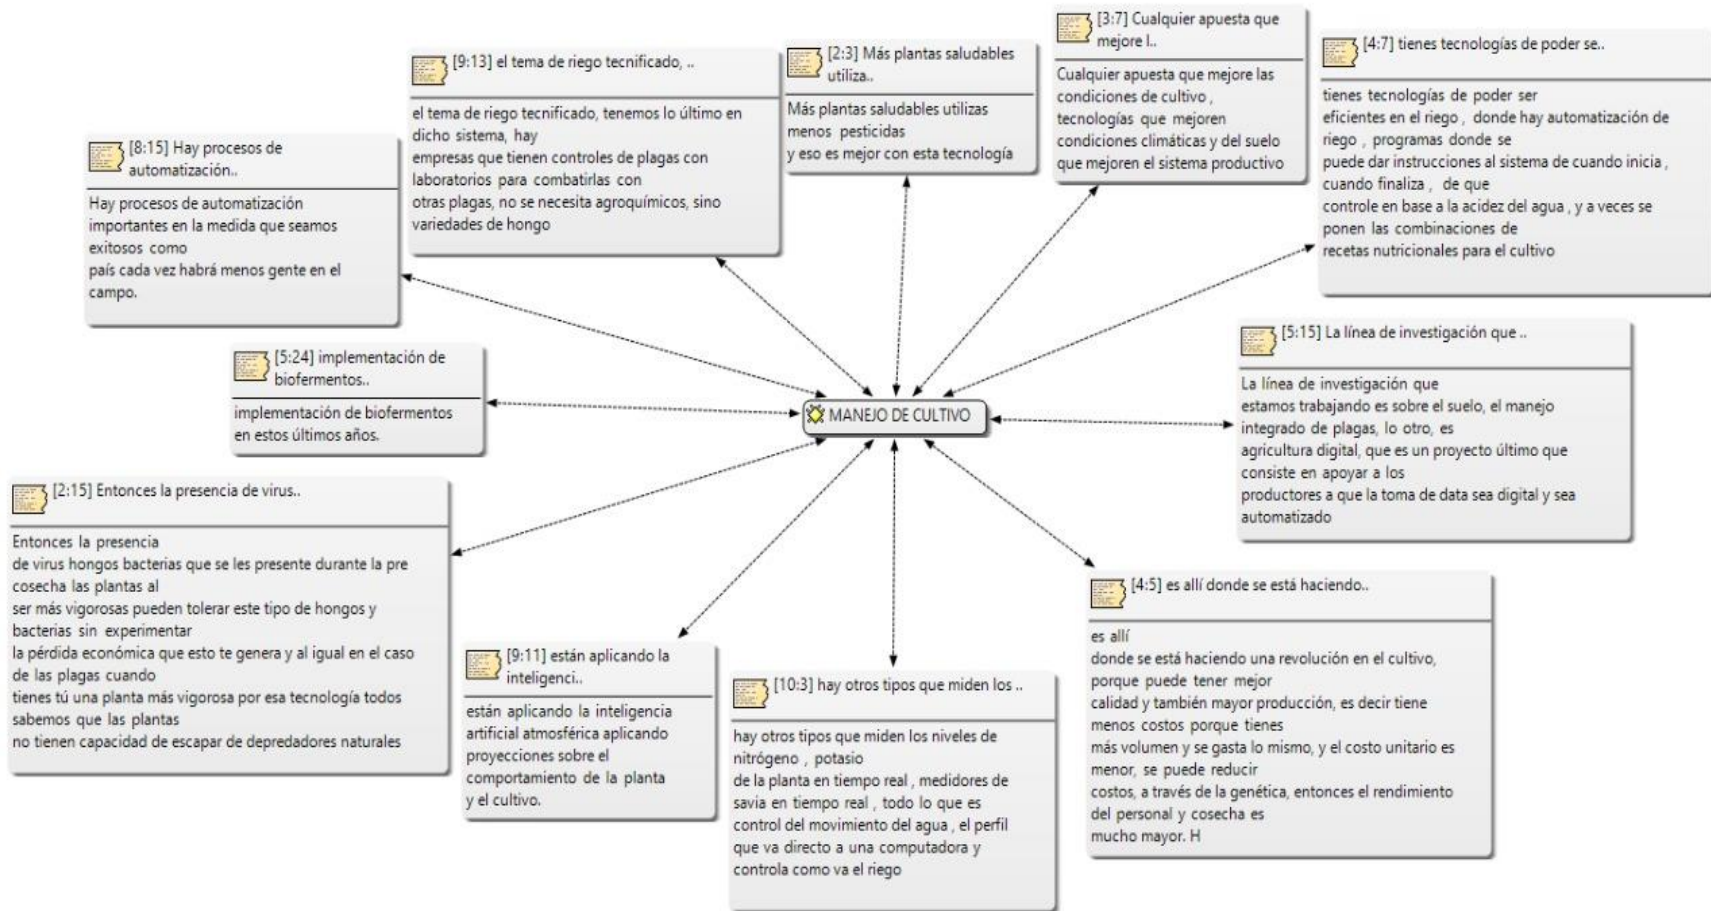 [8:15] Hay procesos de
automatización..
Hay procesos de automatización
importantes en la medida que seamos
exitosos como
país cada vez habrá menos gente en el
campo.
[9:13] el tema de riego tecnificado, ..
el tema de riego tecnificado, tenemos lo último en
dicho sistema, hay
empresas que tienen controles de plagas con
laboratorios para combatirlas con
otras plagas, no se necesita agroquímicos, sino
variedades de hongo
[2:3] Más plantas saludables
utiliza..
Más plantas saludables utilizas
menos pesticidas
y eso es mejor con esta tecnología
[3:7] Cualquier apuesta que
mejore l..
Cualquier apuesta que mejore las
condiciones de cultivo ,
tecnologías que mejoren
condiciones climáticas y del suelo
que mejoren el sistema productivo
[4:7] tienes tecnologías de poder se..
tienes tecnologías de poder ser
eficientes en el riego , donde hay automatización de
riego , programas donde se
puede dar instrucciones al sistema de cuando inicia ,
cuando finaliza , de que
controle en base a la acidez del agua , y a veces se
ponen las combinaciones de
recetas nutricionales para el cultivo
[5:24] implementación de
biofermentos..
implementación de biofermentos
en estos últimos años.
MANEJO DE CULTIVO
[5:15] La línea de investigación que ..
La línea de investigación que
estamos trabajando es sobre el suelo, el manejo
integrado de plagas, lo otro, es
agricultura digital, que es un proyecto último que
consiste en apoyar a los
productores a que la toma de data sea digital y sea
automatizado
[2:15] Entonces la presencia de virus..
Entonces la presencia
de virus hongos bacterias que se les presente durante la pre
cosecha las plantas al
ser más vigorosas pueden tolerar este tipo de hongos y
bacterias sin experimentar
la pérdida económica que esto te genera y al igual en el caso
de las plagas cuando
tienes tú una planta más vigorosa por esa tecnología todos
sabemos que las plantas
no tienen capacidad de escapar de depredadores naturales
[9:11] están aplicando la
inteligenci..
están aplicando la inteligencia
artificial atmosférica aplicando
proyecciones sobre el
comportamiento de la planta
y el cultivo.
[10:3] hay otros tipos que miden los ..
hay otros tipos que miden los niveles de
nitrógeno , potasio
de la planta en tiempo real , medidores de
savia en tiempo real , todo lo que es
control del movimiento del agua , el perfil
que va directo a una computadora y
controla como va el riego
[4:5] es allí donde se está haciendo..
es allí
donde se está haciendo una revolución en el cultivo,
porque puede tener mejor
calidad y también mayor producción, es decir tiene
menos costos porque tienes
más volumen y se gasta lo mismo, y el costo unitario es
menor, se puede reducir
costos, a través de la genética, entonces el rendimiento
del personal y cosecha es
mucho mayor. H